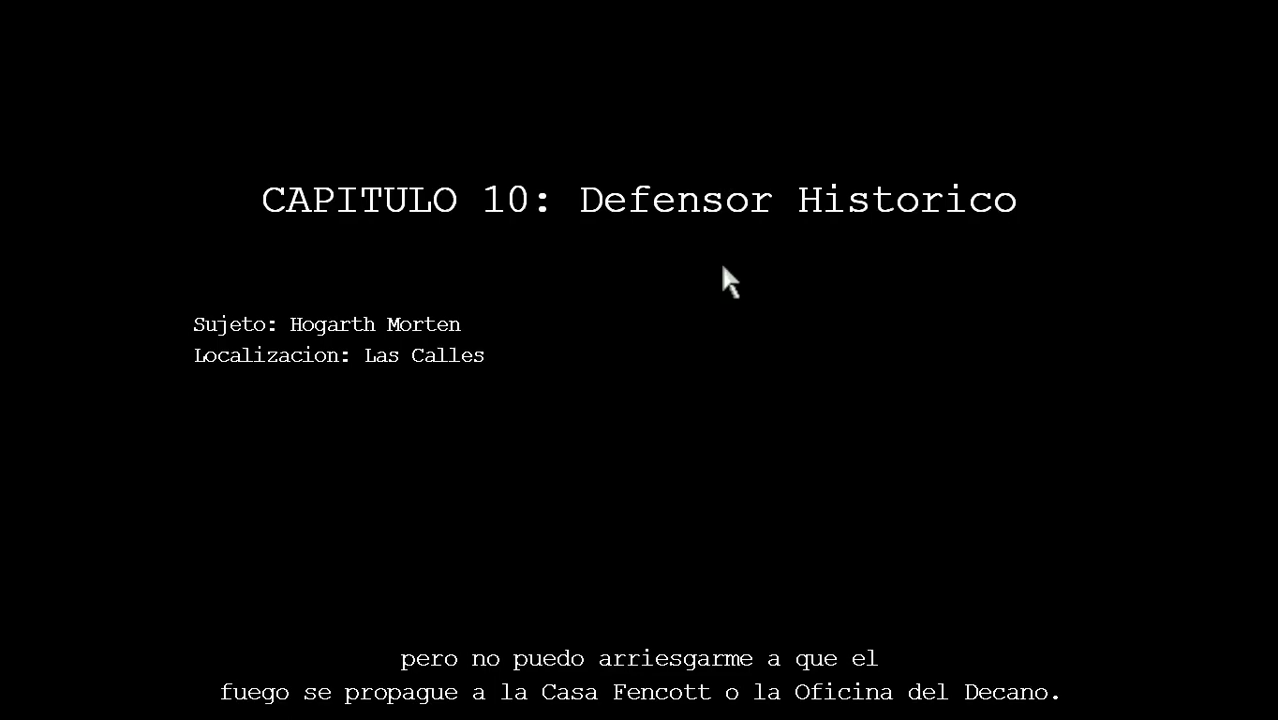 CAPITULO 10: Defensor Historico
Sujeto: Hogarth Morten
Localizacion: Las Calles
pero no puedo arriesgarme a que el
fuego se propague a la Casa Fencott o la Oficina del Decano.